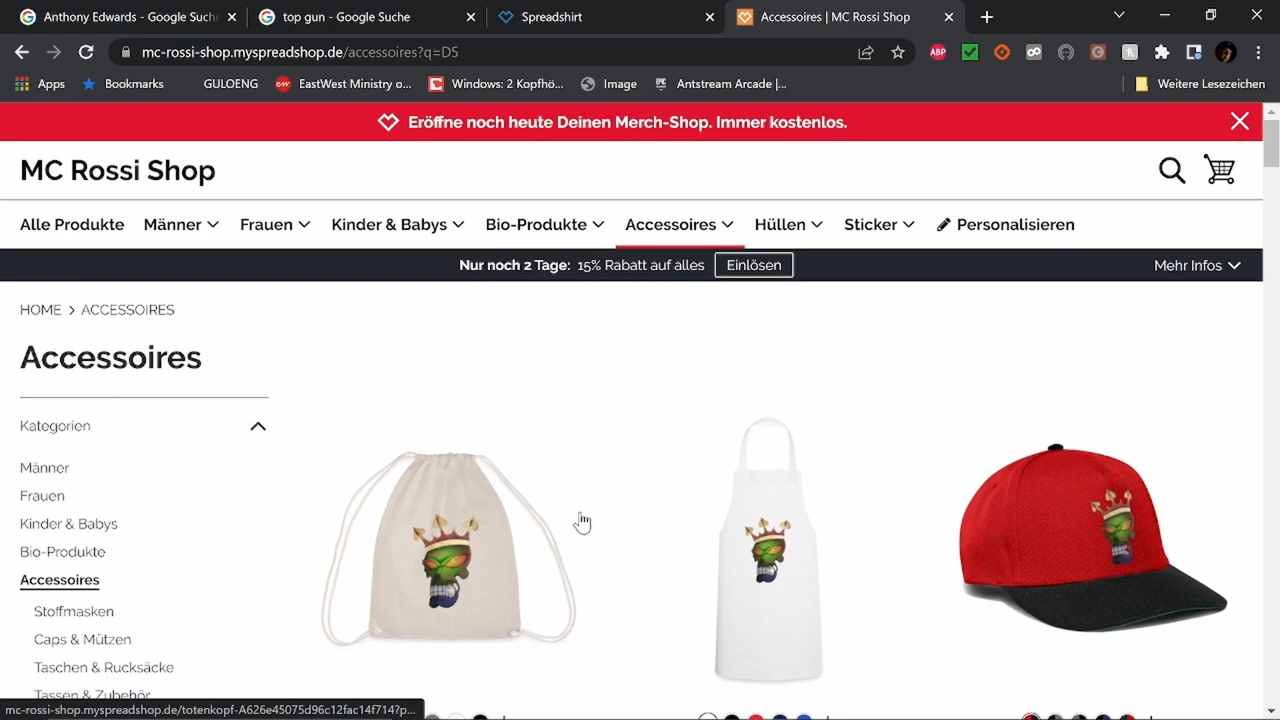 Anthony Edwards - Google Suche
top gun - Google Suche
Spreadshirt
Accessoires | MC Rossi Shop
mc-rossi-shop.myspreadshop.de/accessoires?q=D5
ABP
Apps
Bookmarks
GULOENG
EastWest Ministry o...
Windows: 2 Kopfhö...
Image
Antstream Arcade |...
Weitere Lesezeichen
Eröffne noch heute Deinen Merch-Shop. Immer kostenlos.
MC Rossi Shop
Alle Produkte Männer Frauen Kinder & Babys Bio-Produkte Accessoires Hüllen Sticker Personalisieren
Nur noch 2 Tage: 15% Rabatt auf alles Einlösen Mehr Infos
HOME > ACCESSOIRES
Accessoires
Kategorien
Männer
Frauen
Kinder & Babys
Bio-Produkte
Accessoires
Stoffmasken
Caps & Mützen
Taschen & Rucksäcke
Tassen & Zubehör
mc-rossi-shop.myspreadshop.de/totenkopf-A626e45075d96c12fac14f714?p...